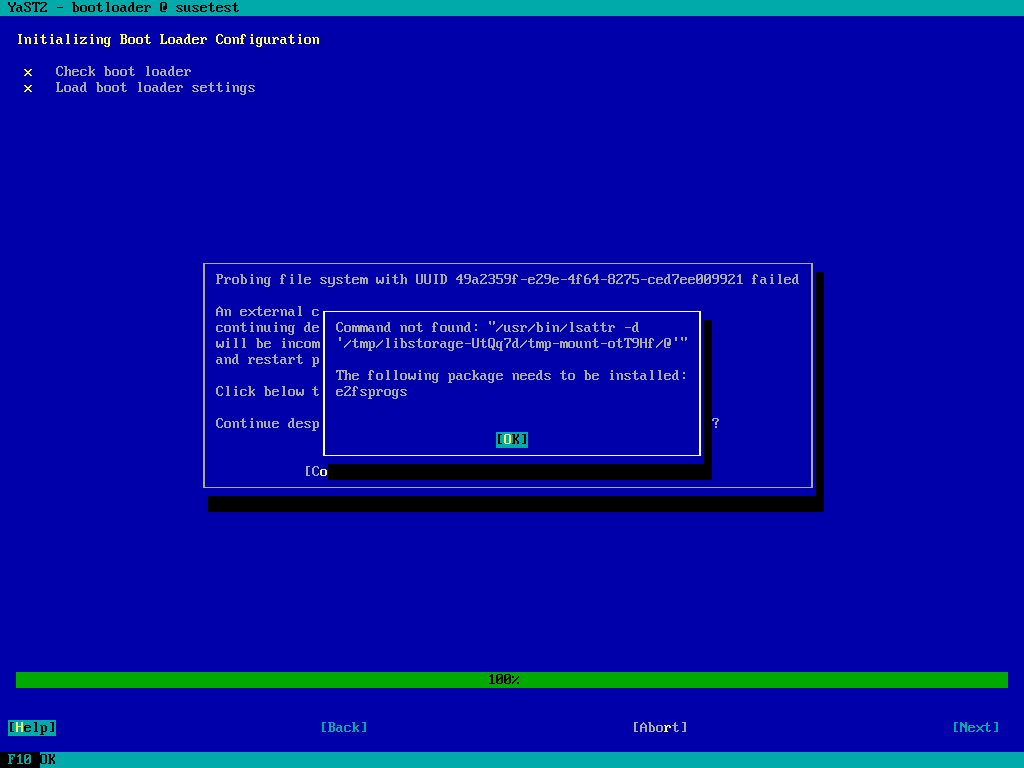 YaST2 - bootloader @ susetest
Initializing Boot Loader Configuration
x Check boot loader
x Load boot loader settings
Probing file system with UUID 49a2359f-e29e-4f64-8275-ced7ee009921 failed
An external c
continuing de
will be incom
and restart p
Click below t
Continue desp ?
[Co
Command not found: "/usr/bin/lsattr -d
'/tmp/libstorage-UtQq7d/tmp-mount-otT9Hf/@'"
The following package needs to be installed:
e2fsprogs
[OK]
100%
[Help] [Back] [Abort] [Next]
F10 OK